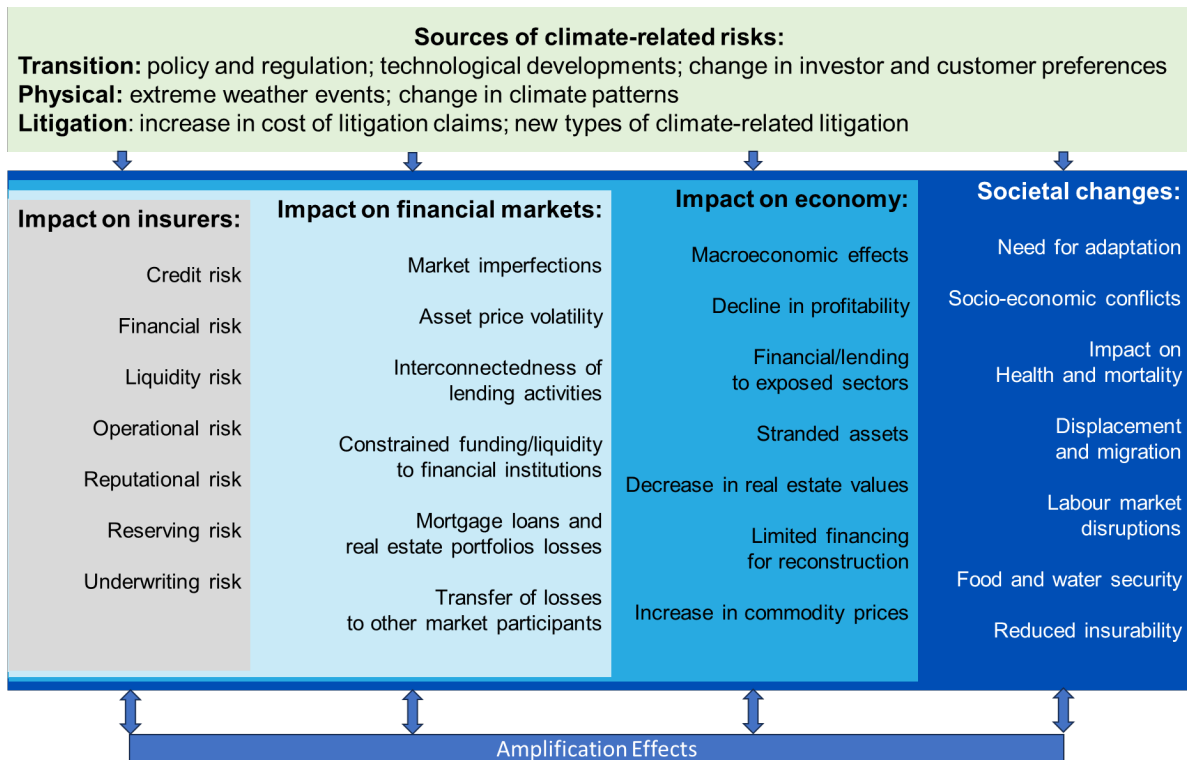 Sources of climate-related risks:
Transition: policy and regulation; technological developments; change in investor and customer preferences
Physical: extreme weather events; change in climate patterns
Litigation: increase in cost of litigation claims; new types of climate-related litigation
Impact on insurers:
Credit risk
Financial risk
Liquidity risk
Operational risk
Reputational risk
Reserving risk
Underwriting risk
Impact on financial markets:
Market imperfections
Asset price volatility
Interconnectedness of
lending activities
Constrained funding/liquidity
to financial institutions
Mortgage loans and
real estate portfolios losses
Transfer of losses
to other market participants
Impact on economy:
Macroeconomic effects
Decline in profitability
Financial/lending
to exposed sectors
Stranded assets
Decrease in real estate values
Limited financing
for reconstruction
Increase in commodity prices
Societal changes:
Need for adaptation
Socio-economic conflicts
Impact on
Health and mortality
Displacement
and migration
Labour market
disruptions
Food and water security
Reduced insurability
Amplification Effects